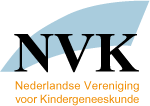 NVK
Nederlandse Vereniging
voor Kindergeneeskunde